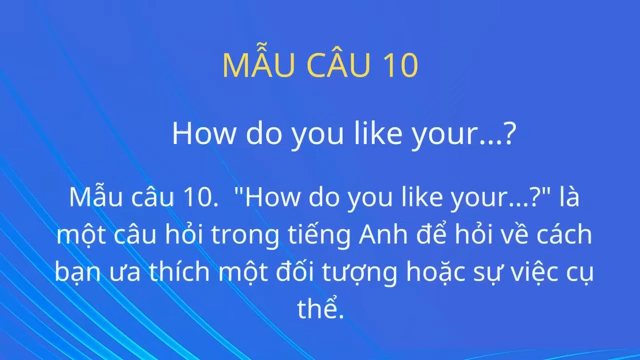 MẪU CÂU 10
How do you like your...?
Mẫu câu 10.  "How do you like your...?" là
một câu hỏi trong tiếng Anh để hỏi về cách
bạn ưa thích một đối tượng hoặc sự việc cụ
thể.